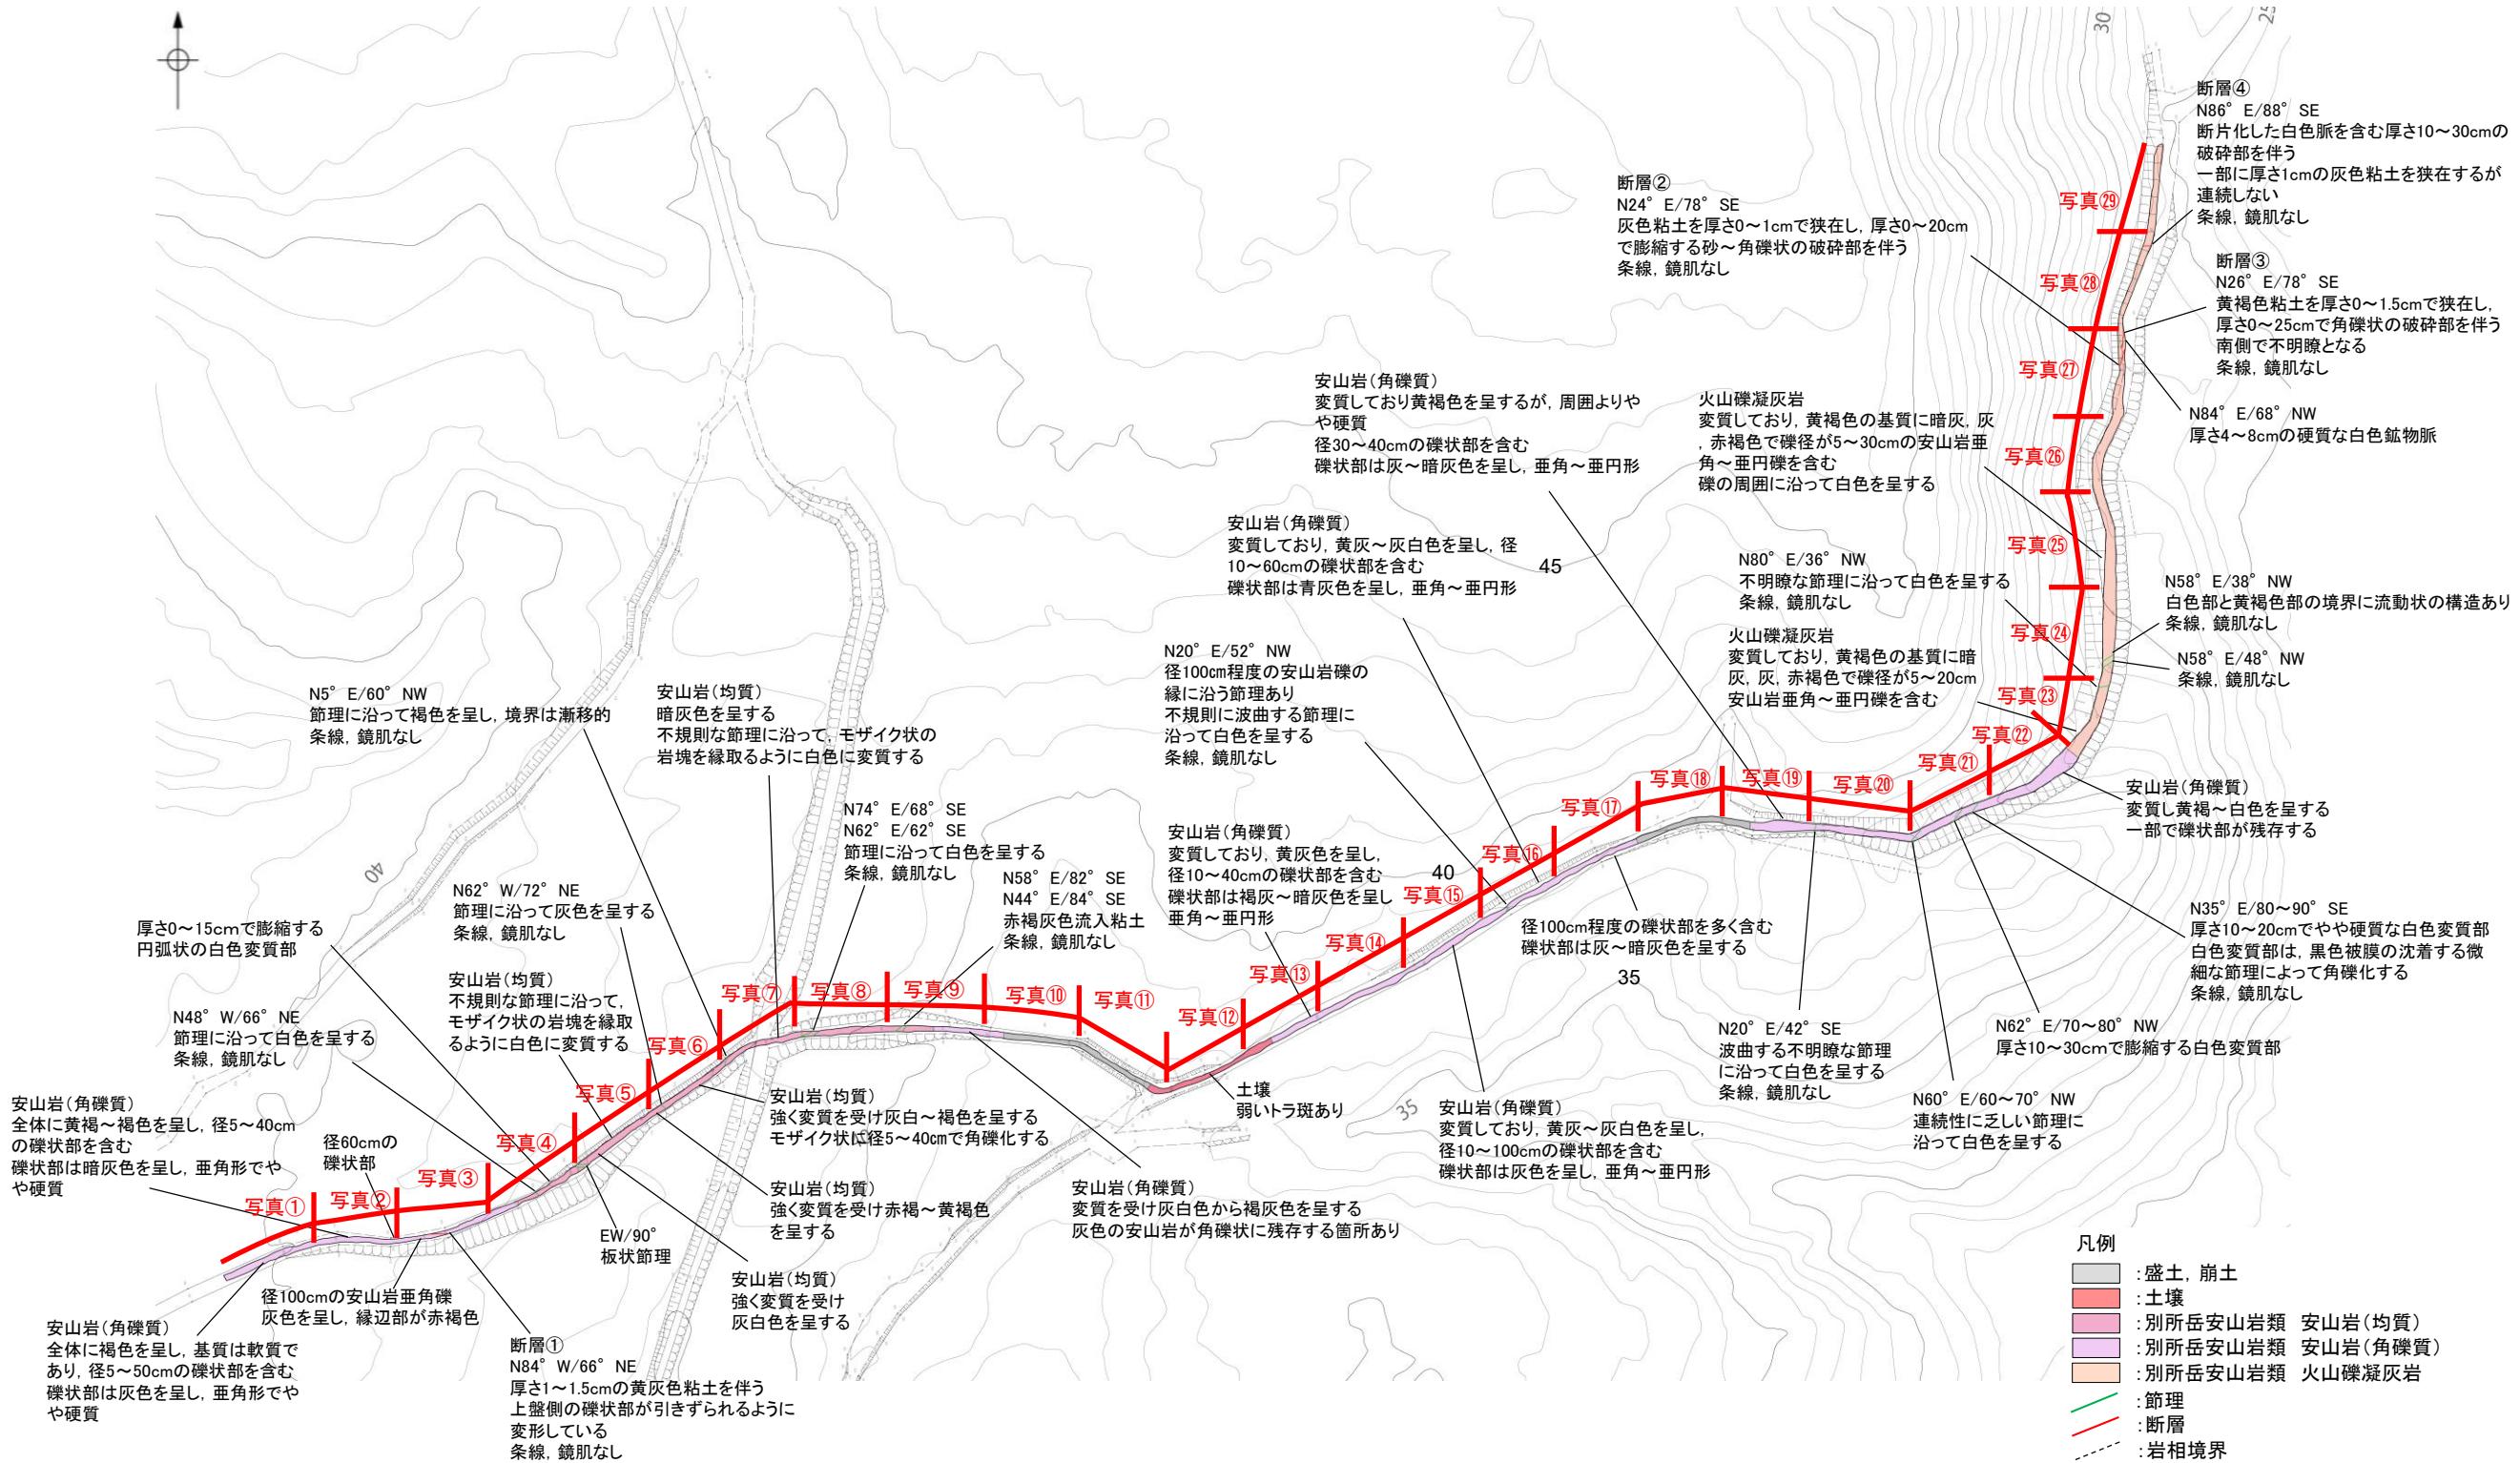 30
25
断層④
N86° E/88° SE
断片化した白色脈を含む厚さ10～30cmの
破砕部を伴う
一部に厚さ1cmの灰色粘土を狭在するが
連続しない
条線, 鏡肌なし
断層②
N24° E/78° SE
灰色粘土を厚さ0～1cmで狭在し, 厚さ0～20cm
で膨縮する砂～角礫状の破砕部を伴う
条線, 鏡肌なし
断層③
N26° E/78° SE
黄褐色粘土を厚さ0～1.5cmで狭在し,
厚さ0～25cmで角礫状の破砕部を伴う
南側で不明瞭となる
条線, 鏡肌なし
N84° E/68° NW
厚さ4～8cmの硬質な白色鉱物脈
写真㉙
写真㉘
写真㉗
写真㉖
写真㉕
写真㉔
写真㉓
写真㉒
写真㉑
写真⑳
写真⑲
写真⑱
写真⑰
写真⑯
写真⑮
写真⑭
写真⑬
写真⑫
写真⑪
写真⑩
写真⑨
写真⑧
写真⑦
写真⑥
写真⑤
写真④
写真③
写真②
写真①
安山岩(角礫質)
変質しており黄褐色を呈するが, 周囲よりや
や硬質
径30～40cmの礫状部を含む
礫状部は灰～暗灰色を呈し, 亜角～亜円形
火山礫凝灰岩
変質しており, 黄褐色の基質に暗灰, 灰
, 赤褐色で礫径が5～30cmの安山岩亜
角～亜円礫を含む
礫の周囲に沿って白色を呈する
安山岩(角礫質)
変質しており, 黄灰～灰白色を呈し, 径
10～60cmの礫状部を含む
礫状部は青灰色を呈し, 亜角～亜円形
45
N80° E/36° NW
不明瞭な節理に沿って白色を呈する
条線, 鏡肌なし
N58° E/38° NW
白色部と黄褐色部の境界に流動状の構造あり
条線, 鏡肌なし
N58° E/48° NW
条線, 鏡肌なし
火山礫凝灰岩
変質しており, 黄褐色の基質に暗
灰, 灰, 赤褐色で礫径が5～20cm
安山岩亜角～亜円礫を含む
N20° E/52° NW
径100cm程度の安山岩礫の
縁に沿う節理あり
不規則に波曲する節理に
沿って白色を呈する
条線, 鏡肌なし
N5° E/60° NW
節理に沿って褐色を呈し, 境界は漸移的
条線, 鏡肌なし
安山岩(均質)
暗灰色を呈する
不規則な節理に沿って, モザイク状の
岩塊を縁取るように白色に変質する
安山岩(角礫質)
変質し黄褐～白色を呈する
一部で礫状部が残存する
N74° E/68° SE
N62° E/62° SE
節理に沿って白色を呈する
条線, 鏡肌なし
安山岩(角礫質)
変質しており, 黄灰色を呈し,
径10～40cmの礫状部を含む
礫状部は褐灰～暗灰色を呈し
亜角～亜円形
40
40
N58° E/82° SE
N44° E/84° SE
赤褐灰色流入粘土
条線, 鏡肌なし
N62° W/72° NE
節理に沿って灰色を呈する
条線, 鏡肌なし
厚さ0～15cmで膨縮する
円弧状の白色変質部
径100cm程度の礫状部を多く含む
礫状部は灰～暗灰色を呈する
35
N35° E/80～90° SE
厚さ10～20cmでやや硬質な白色変質部
白色変質部は, 黒色被膜の沈着する微
細な節理によって角礫化する
条線, 鏡肌なし
安山岩(均質)
不規則な節理に沿って,
モザイク状の岩塊を縁取
るように白色に変質する
N48° W/66° NE
節理に沿って白色を呈する
条線, 鏡肌なし
N20° E/42° SE
波曲する不明瞭な節理
に沿って白色を呈する
条線, 鏡肌なし
N62° E/70～80° NW
厚さ10～30cmで膨縮する白色変質部
N60° E/60～70° NW
連続性に乏しい節理に
沿って白色を呈する
安山岩(角礫質)
全体に黄褐～褐色を呈し, 径5～40cm
の礫状部を含む
礫状部は暗灰色を呈し, 亜角形でや
や硬質
径60cmの
礫状部
安山岩(均質)
強く変質を受け灰白～褐色を呈する
モザイク状に径5～40cmで角礫化する
土壌
弱いトラ斑あり
35
安山岩(角礫質)
変質しており, 黄灰～灰白色を呈し,
径10～100cmの礫状部を含む
礫状部は灰色を呈し, 亜角～亜円形
安山岩(均質)
強く変質を受け赤褐～黄褐色
を呈する
安山岩(角礫質)
変質を受け灰白色から褐灰色を呈する
灰色の安山岩が角礫状に残存する箇所あり
EW/90°
板状節理
安山岩(均質)
強く変質を受け
灰白色を呈する
径100cmの安山岩亜角礫
灰色を呈し, 縁辺部が赤褐色
安山岩(角礫質)
全体に褐色を呈し, 基質は軟質で
あり, 径5～50cmの礫状部を含む
礫状部は灰色を呈し, 亜角形でや
や硬質
断層①
N84° W/66° NE
厚さ1～1.5cmの黄灰色粘土を伴う
上盤側の礫状部が引きずられるように
変形している
条線, 鏡肌なし
凡例
:盛土, 崩土
:土壌
:別所岳安山岩類 安山岩(均質)
:別所岳安山岩類 安山岩(角礫質)
:別所岳安山岩類 火山礫凝灰岩
:節理
:断層
:岩相境界